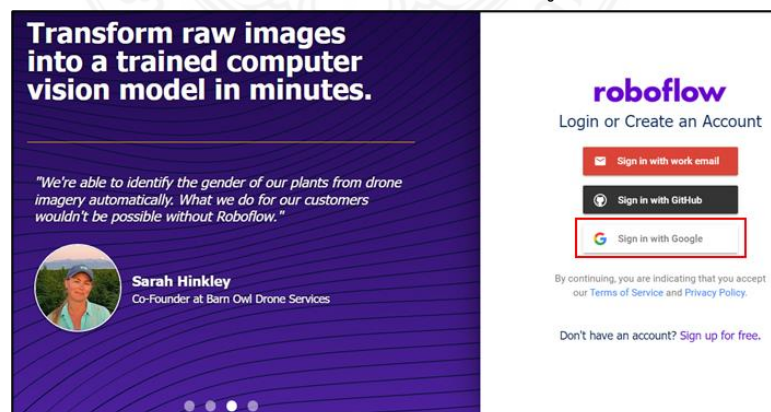 Transform raw images
into a trained computer
vision model in minutes.
"We're able to identify the gender of our plants from drone
imagery automatically. What we do for our customers
wouldn't be possible without Roboflow."
Sarah Hinkley
Co-Founder at Barn Owl Drone Services
roboflow
Login or Create an Account
Sign in with work email
Sign in with GitHub
Sign in with Google
By continuing, you are indicating that you accept
our Terms of Service and Privacy Policy.
Don't have an account? Sign up for free.